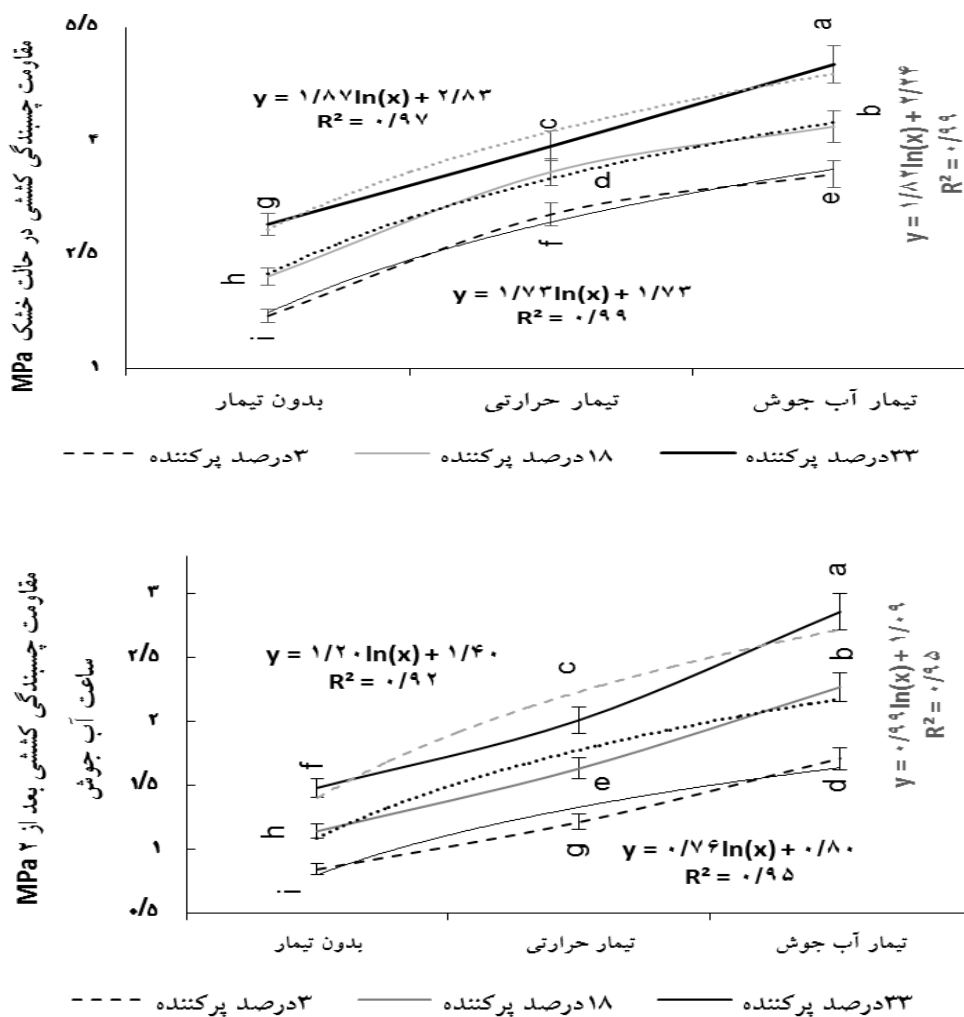 مقاومت چسبندگی کششی در حالت خشک MPa
۵/۵
۴
۲/۵
۱
y = ۱/۸۷ln(x) + ۲/۸۳
R² = ۰/۹۷
y = ۱/۷۳ln(x) + ۱/۷۳
R² = ۰/۹۹
y = ۱/۸۲ln(x) + ۲/۲۴
R² = ۰/۹۹
a
b
c
d
e
f
g
h
i
بدون تیمار
تیمار حرارتی
تیمار آب جوش
۳درصد پرکننده
۱۸درصد پرکننده
۳۳درصد پرکننده
مقاومت چسبندگی کششی بعد از ۲ MPa
ساعت آب جوش
۳
۲/۵
۲
۱/۵
۱
۰/۵
y = ۱/۲۰ln(x) + ۱/۴۰
R² = ۰/۹۲
y = ۰/۷۶ln(x) + ۰/۸۰
R² = ۰/۹۵
y = ۰/۹۹ln(x) + ۱/۰۹
R² = ۰/۹۵
a
b
c
d
e
f
g
h
i
بدون تیمار
تیمار حرارتی
تیمار آب جوش
۳درصد پرکننده
۱۸درصد پرکننده
۳۳درصد پرکننده